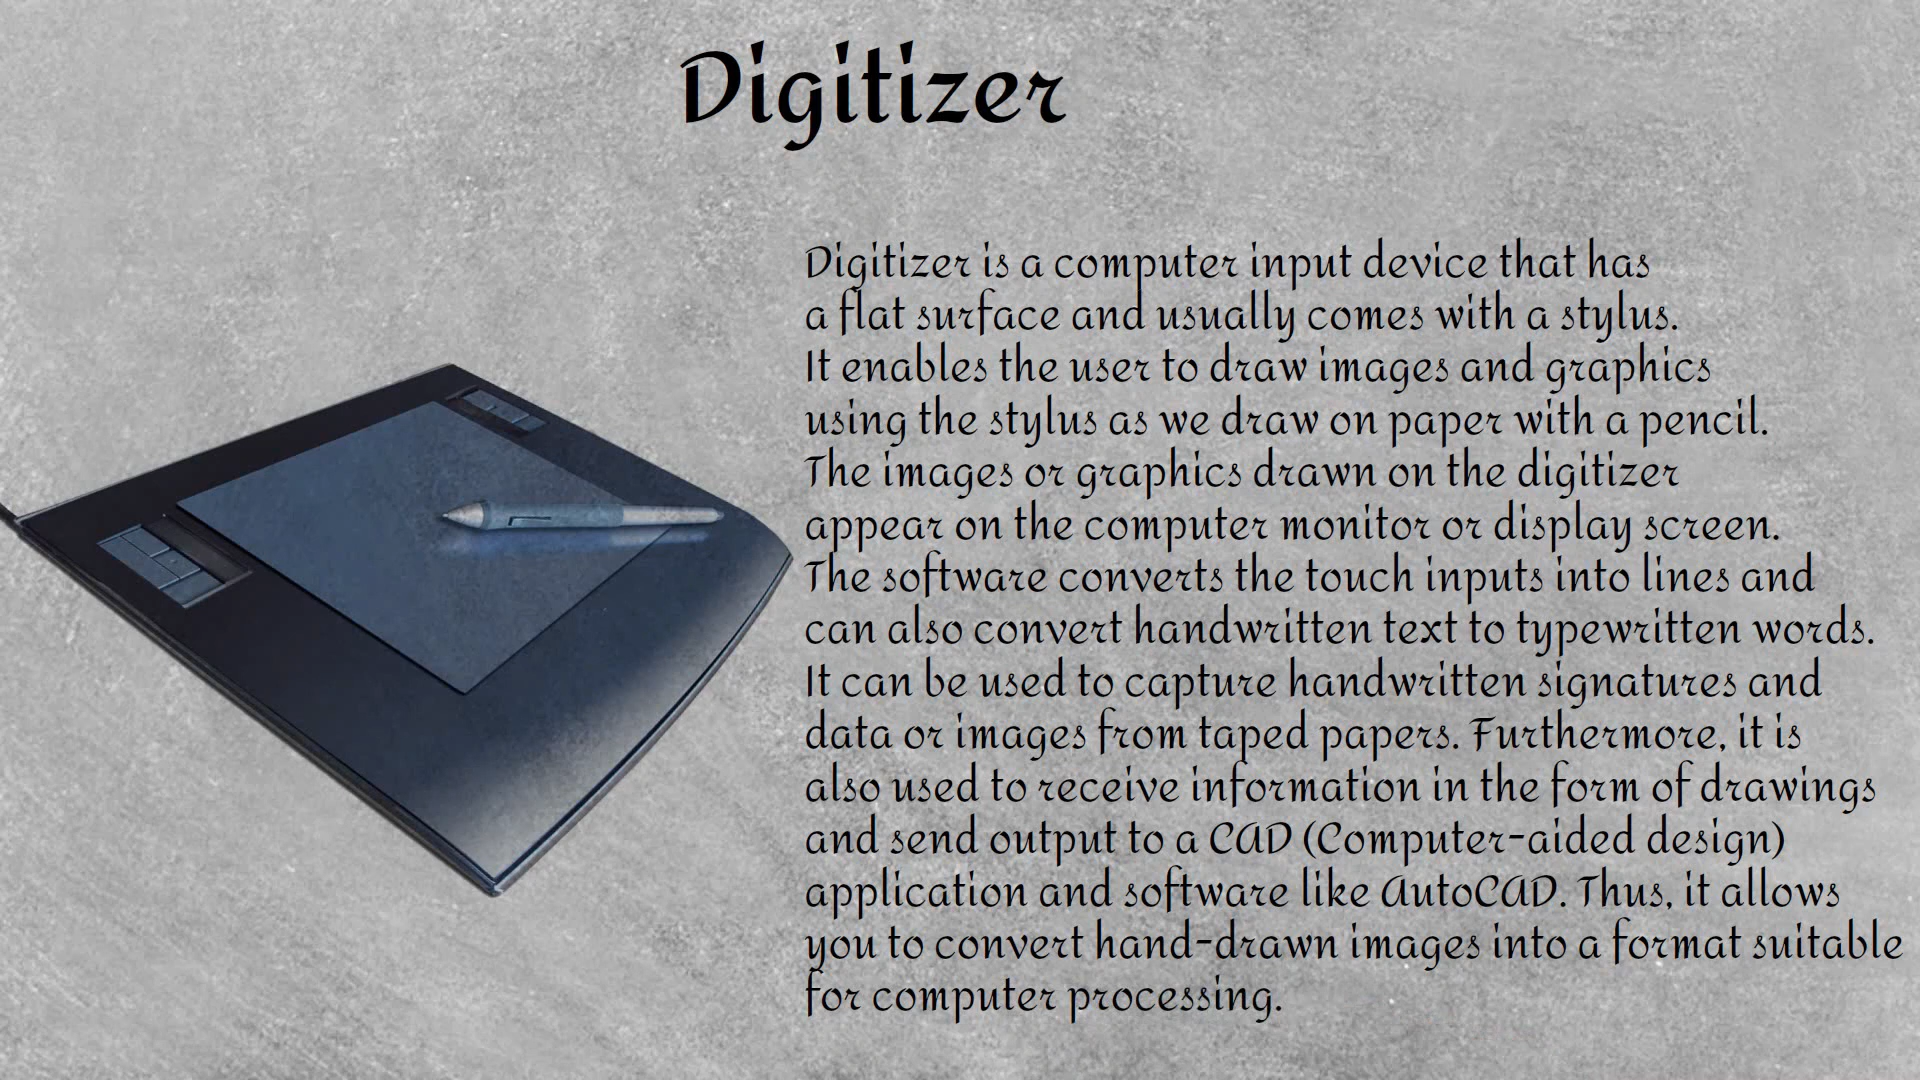 Digitizer
Digitizer is a computer input device that has
a flat surface and usually comes with a stylus.
It enables the user to draw images and graphics
using the stylus as we draw on paper with a pencil.
The images or graphics drawn on the digitizer
appear on the computer monitor or display screen.
The software converts the touch inputs into lines and
can also convert handwritten text to typewritten words.
It can be used to capture handwritten signatures and
data or images from taped papers. Furthermore, it is
also used to receive information in the form of drawings
and send output to a CAD (Computer-aided design)
application and software like AutoCAD. Thus, it allows
you to convert hand-drawn images into a format suitable
for computer processing.